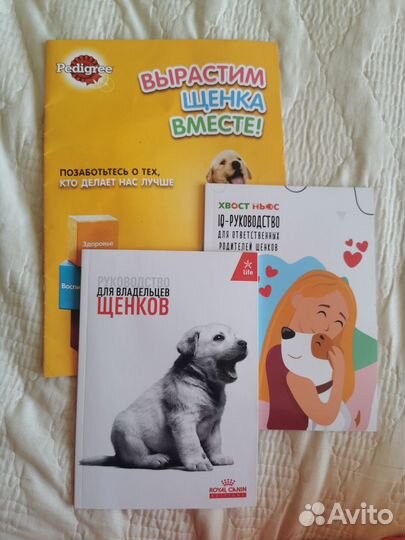 Pedigree
ВЫРАСТИМ
ЩЕНКА
ВМЕСТЕ!
ПОЗАБОТЬТЕСЬ О ТЕХ,
КТО ДЕЛАЕТ НАС ЛУЧШЕ
Здоровье
ХВОСТ НЬЮС
IQ-РУКОВОДСТВО
ДЛЯ ОТВЕТСТВЕННЫХ
РОДИТЕЛЕЙ ЩЕНКОВ
Life
РУКОВОДСТВО
ДЛЯ ВЛАДЕЛЬЦЕВ
ЩЕНКОВ
ROYAL CANIN
EDITIONS
Avito